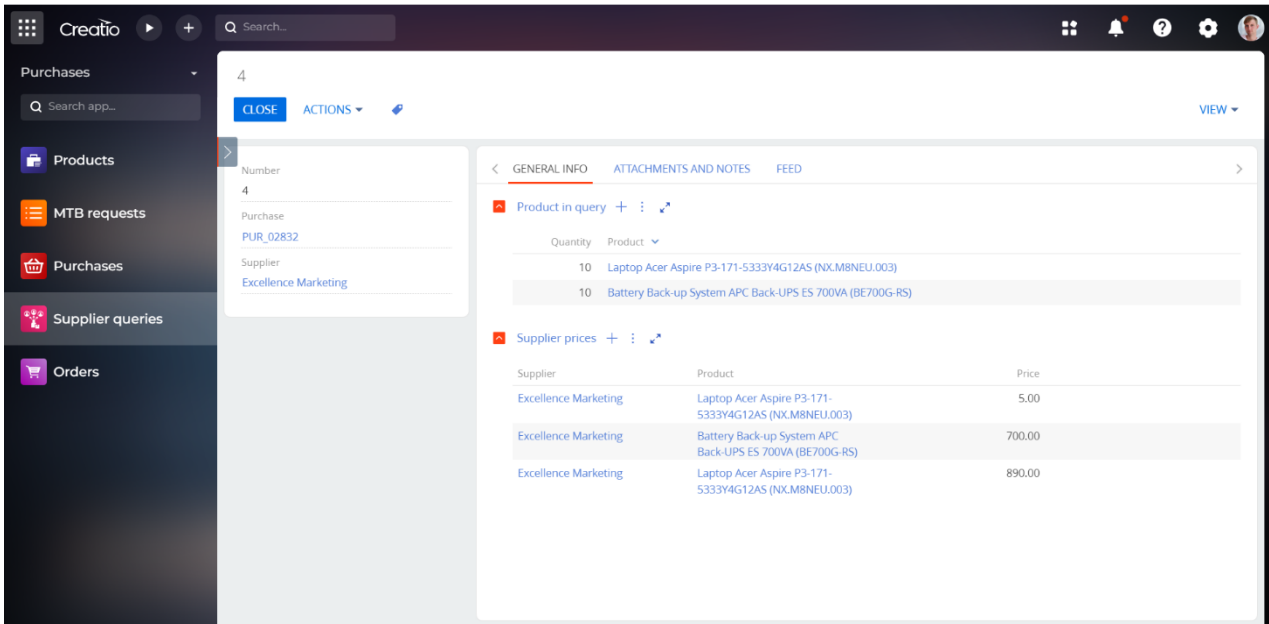 Creatio
Search...
Purchases
Search app...
Products
MTB requests
Purchases
Supplier queries
Orders
4
CLOSE ACTIONS
VIEW
Number
4
Purchase
PUR_02832
Supplier
Excellence Marketing
GENERAL INFO ATTACHMENTS AND NOTES FEED
Product in query
Quantity Product
10 Laptop Acer Aspire P3-171-5333Y4G12AS (NX.M8NEU.003)
10 Battery Back-up System APC Back-UPS ES 700VA (BE700G-RS)
Supplier prices
Supplier Product Price
Excellence Marketing Laptop Acer Aspire P3-171- 5.00
5333Y4G12AS (NX.M8NEU.003)
Excellence Marketing Battery Back-up System APC 700.00
Back-UPS ES 700VA (BE700G-RS)
Excellence Marketing Laptop Acer Aspire P3-171- 890.00
5333Y4G12AS (NX.M8NEU.003)